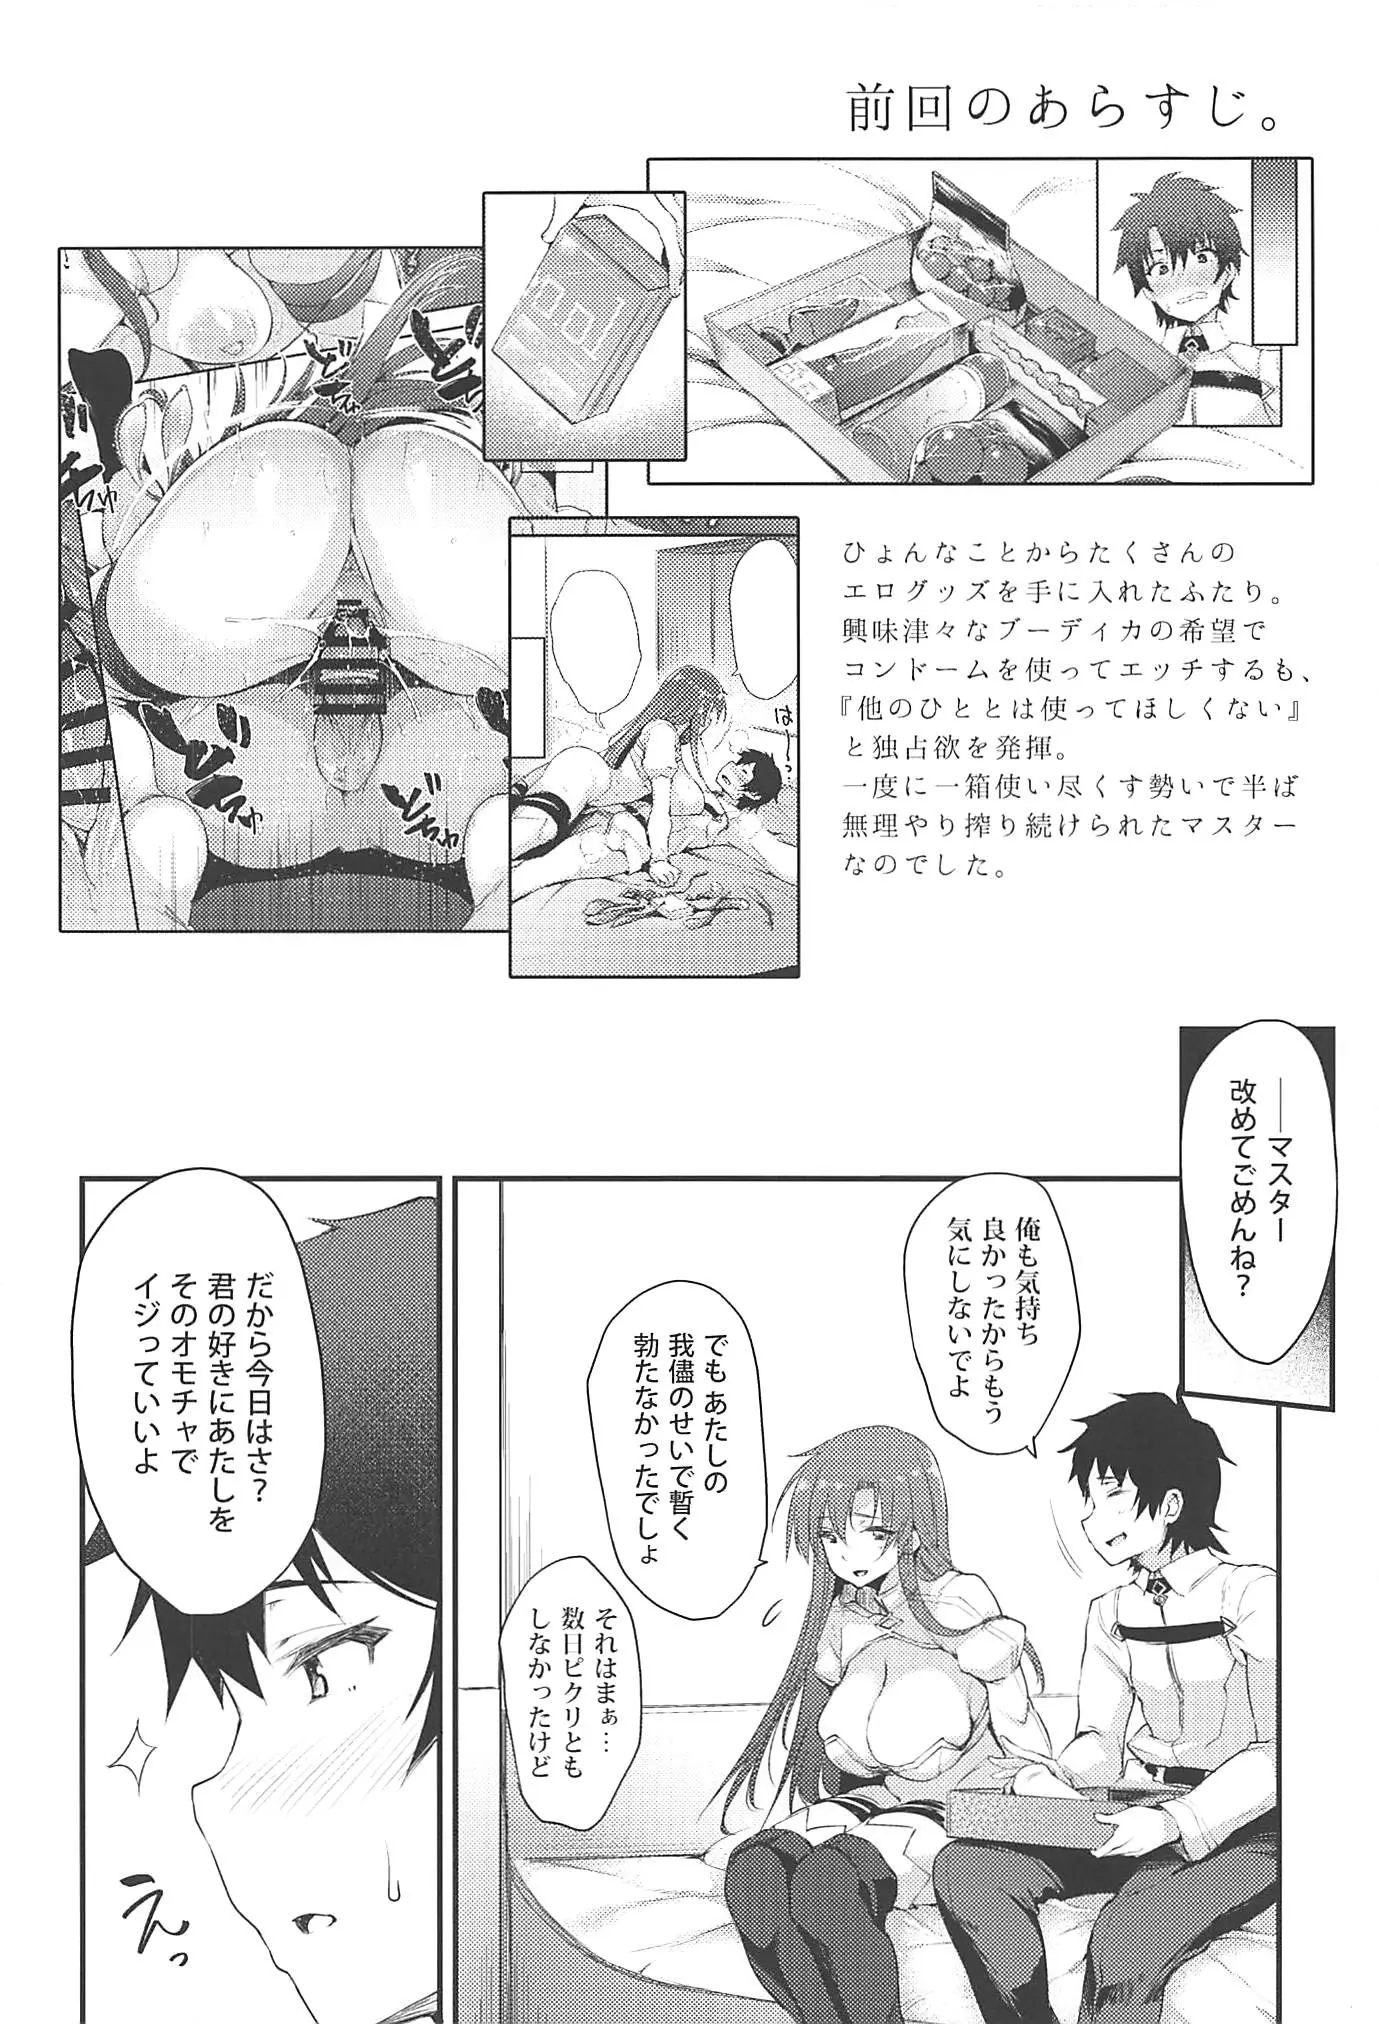 前回のあらすじ。
ひょんなことからたくさんの
エログッズを手に入れたふたり。
興味津々なブーディカの希望で
コンドームを使ってエッチするも、
『他のひととは使ってほしくない』
と独占欲を発揮。
一度に一箱使い尽くす勢いで半ば
無理やり搾り続けられたマスター
なのでした。
は〜っ
──マスター
改めてごめんね？
俺も気持ち
良かったからもう
気にしないでよ
でも あたしの
我儘のせいで暫く
勃たなかったでしょ
それはまぁ…
数日ピクリとも
しなかったけど
だから今日はさ？
君の好きにあたしを
そのオモチャで
イジっていいよ
えっ